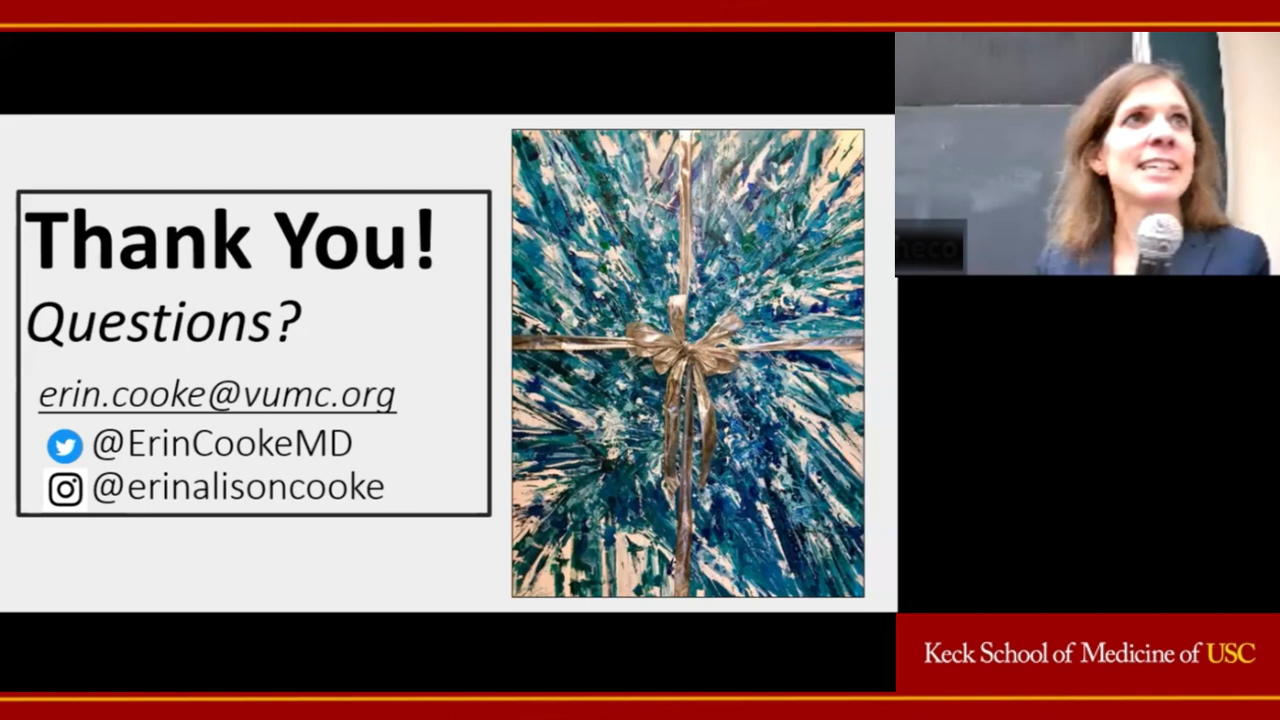 Thank You!
Questions?
erin.cooke@vumc.org
@ErinCookeMD
@erinalisoncooke
Keck School of Medicine of USC